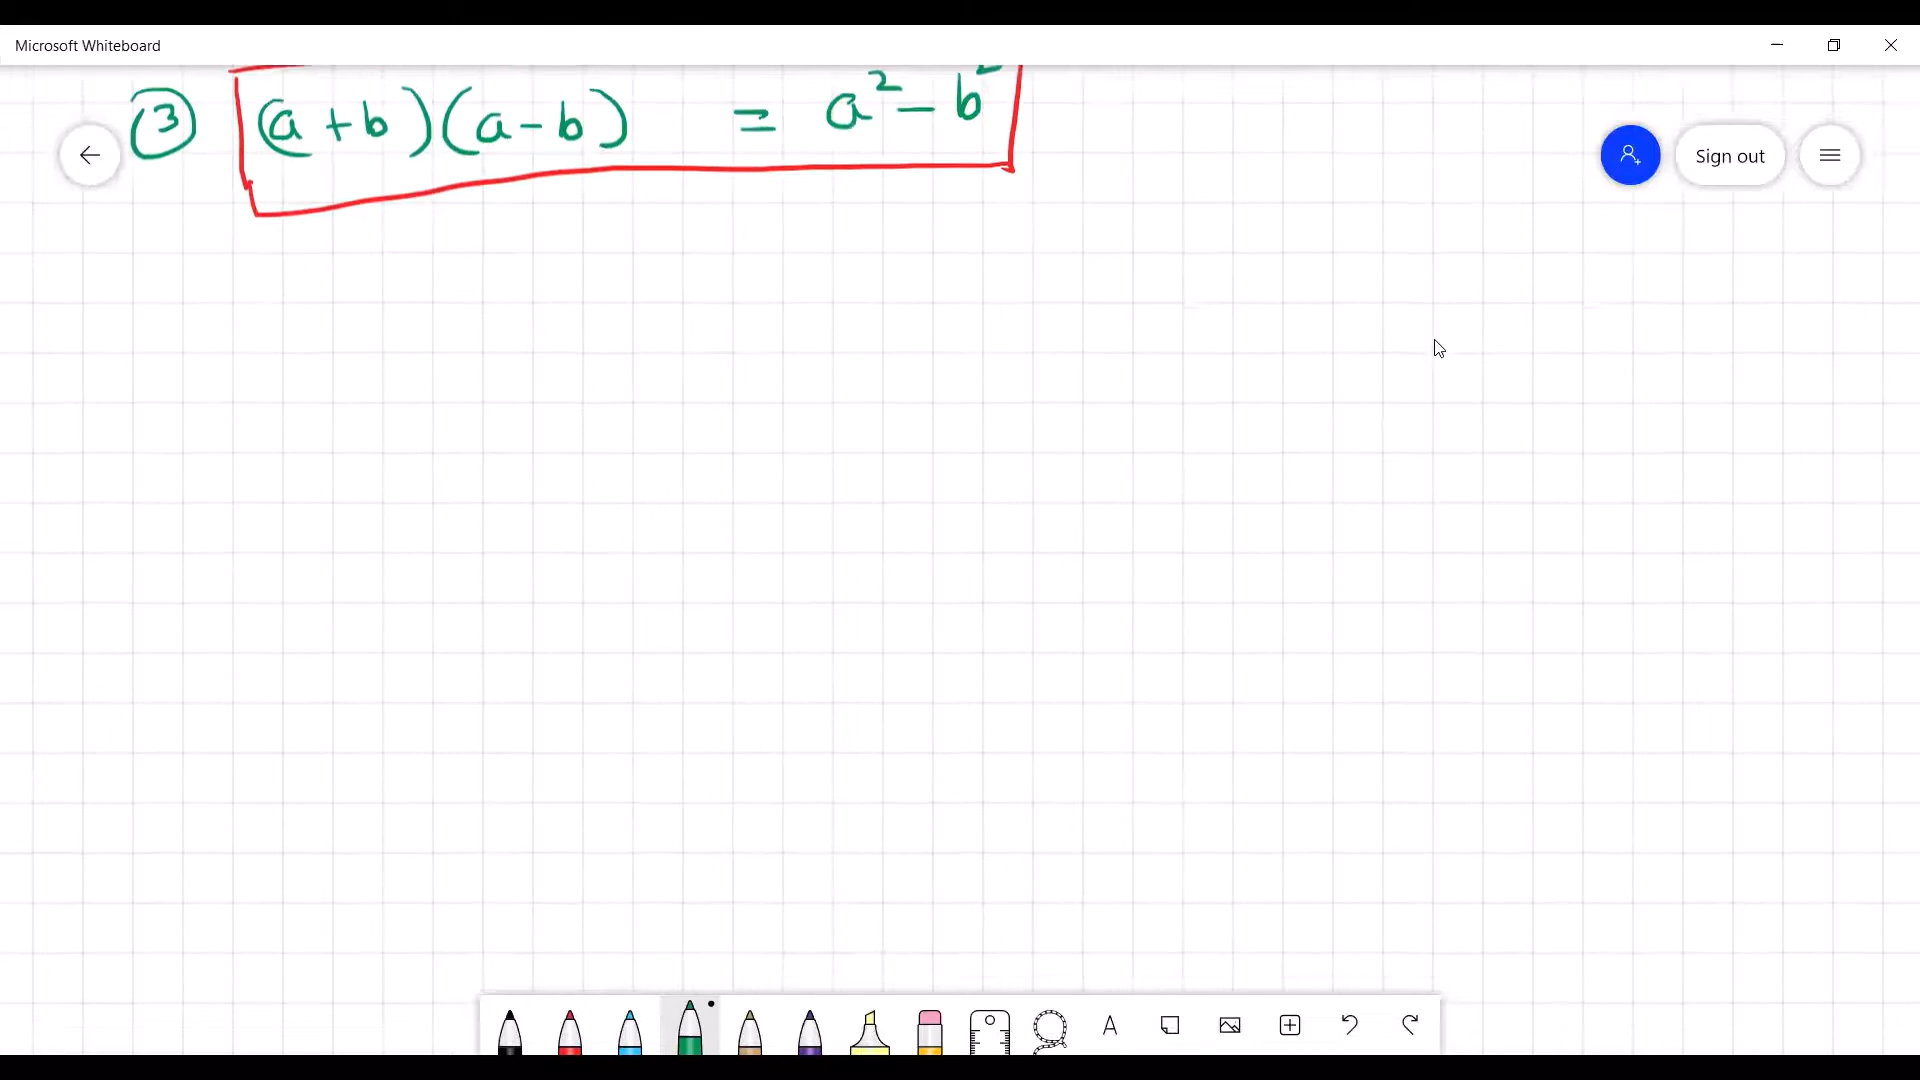 Microsoft Whiteboard
③ (a+b)(a-b) = a²-b²
Sign out